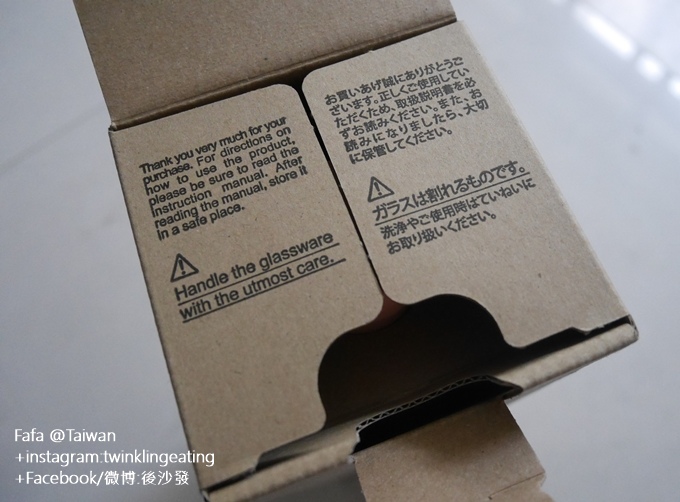 Thank you very much for your
purchase. For directions on
how to use the product,
please be sure to read the
instruction manual. After
reading the manual, store it
in a safe place.
Handle the glassware
with the utmost care.
お買いあげ誠にありがとうご
ざいます。正しくご使用してい
ただくため、取扱説明書を必
ずお読みください。また、お
読みになりましたら、大切
に保管してください。
ガラスは割れるものです。
洗浄やご使用時はていねいに
お取り扱いください。
Fafa @Taiwan
+instagram:twinklingeating
+Facebook/微博:後沙發